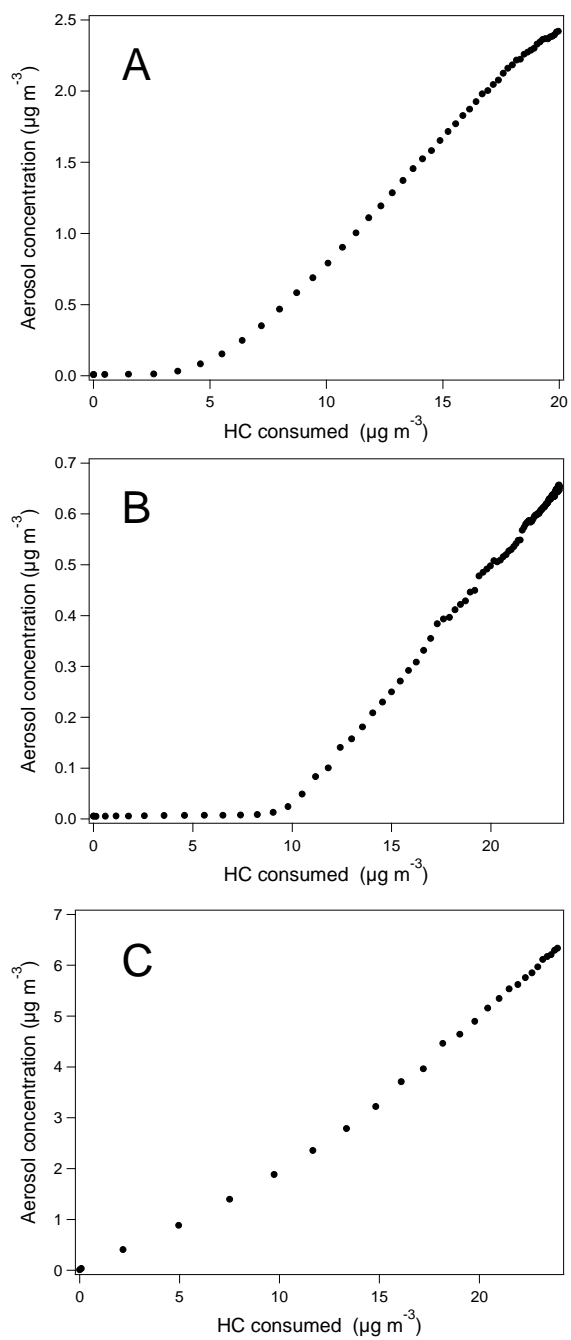 2.5
2.0
1.5
1.0
0.5
0.0
Aerosol concentration (µg m-3)
A
0 5 10 15 20
HC consumed (µg m-3)
0.7
0.6
0.5
0.4
0.3
0.2
0.1
0.0
Aerosol concentration (µg m-3)
B
0 5 10 15 20
HC consumed (µg m-3)
7
6
5
4
3
2
1
0
Aerosol concentration (µg m-3)
C
0 5 10 15 20
HC consumed (µg m-3)